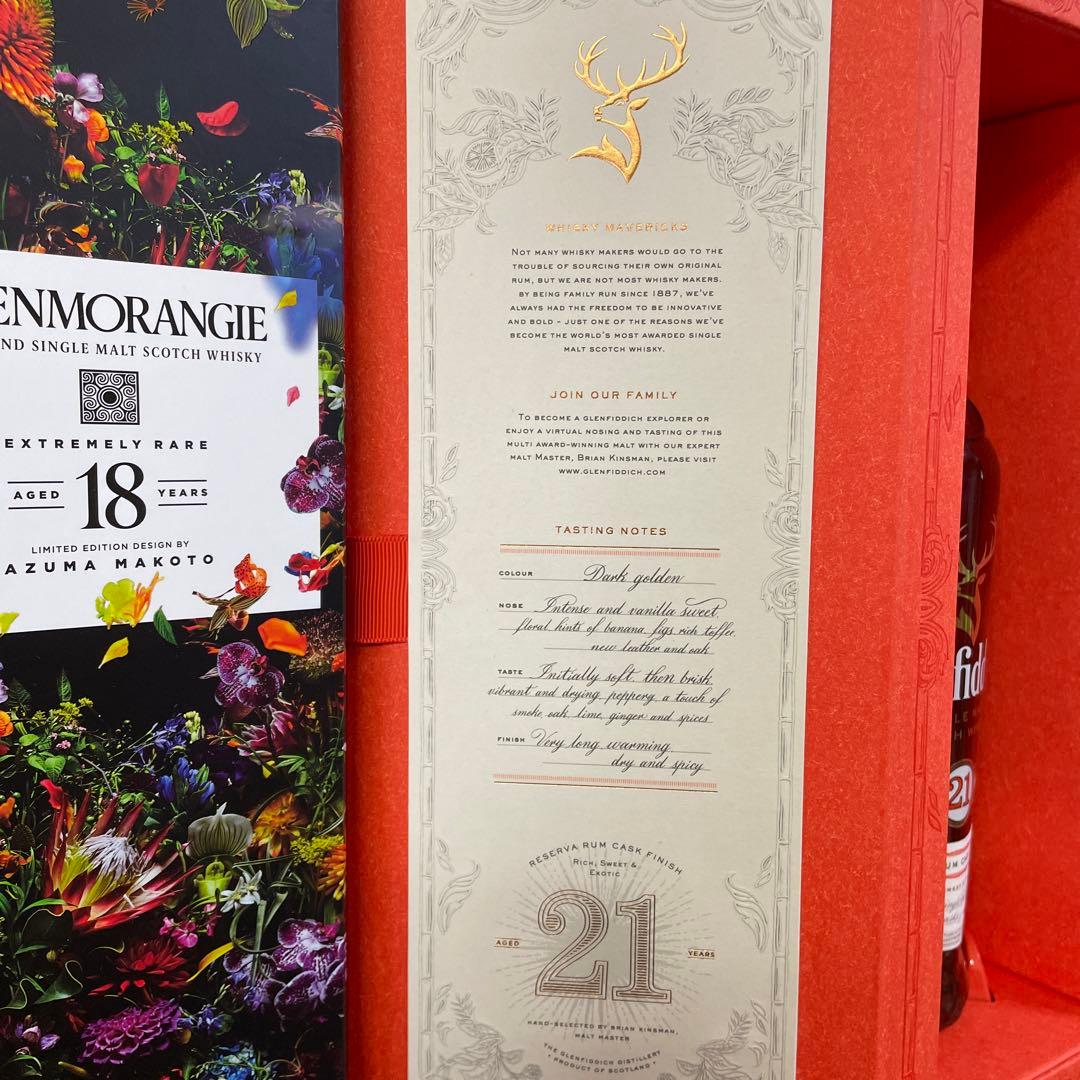 ENMORANGIE
ND SINGLE MALT SCOTCH WHISKY
EXTREMELY RARE
AGED 18 YEARS
LIMITED EDITION DESIGN BY
AZUMA MAKOTO
WHISKY MAVERICKS
NOT MANY WHISKY MAKERS WOULD GO TO THE
TROUBLE OF SOURCING THEIR OWN ORIGINAL
RUM, BUT WE ARE NOT MOST WHISKY MAKERS.
BY BEING FAMILY RUN SINCE 1887, WE'VE
ALWAYS HAD THE FREEDOM TO BE INNOVATIVE
AND BOLD – JUST ONE OF THE REASONS WE'VE
BECOME THE WORLD'S MOST AWARDED SINGLE
MALT SCOTCH WHISKY.
JOIN OUR FAMILY
TO BECOME A GLENFIDDICH EXPLORER OR
ENJOY A VIRTUAL NOSING AND TASTING OF THIS
MULTI AWARD-WINNING MALT WITH OUR EXPERT
MALT MASTER, BRIAN KINSMAN, PLEASE VISIT
WWW.GLENFIDDICH.COM
TASTING NOTES
COLOUR Dark golden
NOSE Intense and vanilla sweet,
floral hints of banana, figs, rich toffee,
new leather and oak
TASTE Initially soft, then brisk
vibrant and drying, peppery, a touch of
smoke, oak, lime, ginger and spices
FINISH Very long, warming,
dry and spicy
RESERVA RUM CASK FINISH
RICH, SWEET &
EXOTIC
AGED 21 YEARS
HAND-SELECTED BY BRIAN KINSMAN,
MALT MASTER
THE GLENFIDDICH DISTILLERY
• PRODUCT OF SCOTLAND •
fidd
21
UM C